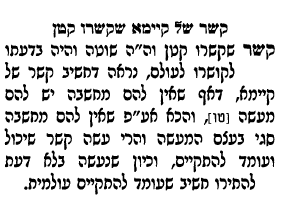 קשר של קיימא שקשרו קטן
קשר שקשרו קטן וה"ה שוטה והיה בדעתו
לקושרו לעולם, נראה דחשיב קשר של
קיימא, דאף שאין להם מחשבה יש להם
מעשה [טו], והכא אע"פ שאין להם מחשבה
סגי בעצם המעשה והרי עשה קשר שיכול
ועומד להתקיים, וכיון שנעשה בלא דעת
להתירו חשיב שעומד להתקיים עולמית.